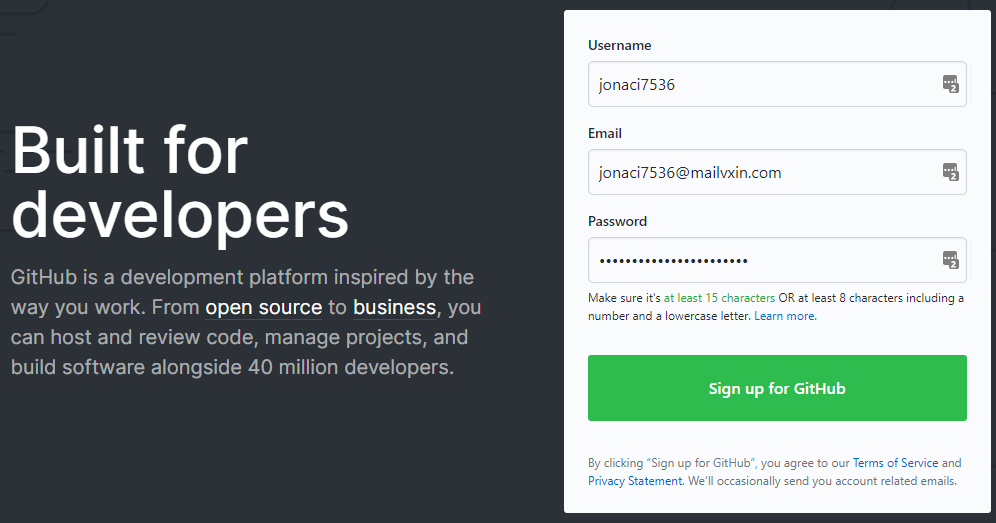 Built for
developers
GitHub is a development platform inspired by the
way you work. From open source to business, you
can host and review code, manage projects, and
build software alongside 40 million developers.
Username
jonaci7536
Email
jonaci7536@mailvxin.com
Password
•••••••••••••••••••••••
Make sure it's at least 15 characters OR at least 8 characters including a
number and a lowercase letter. Learn more.
Sign up for GitHub
By clicking “Sign up for GitHub”, you agree to our Terms of Service and
Privacy Statement. We'll occasionally send you account related emails.